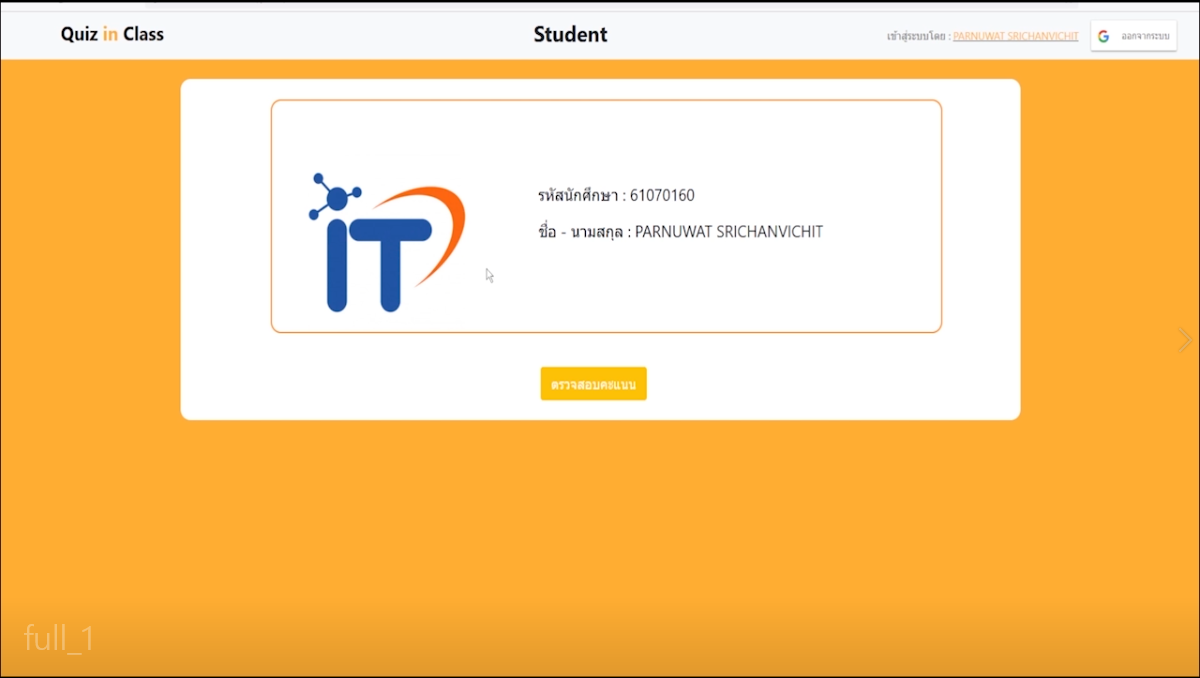 Quiz in Class
Student
เข้าสู่ระบบโดย : PARNUWAT SRICHANVICHIT
ออกจากระบบ
iT
รหัสนักศึกษา : 61070160
ชื่อ - นามสกุล : PARNUWAT SRICHANVICHIT
ตรวจสอบคะแนน
full_1